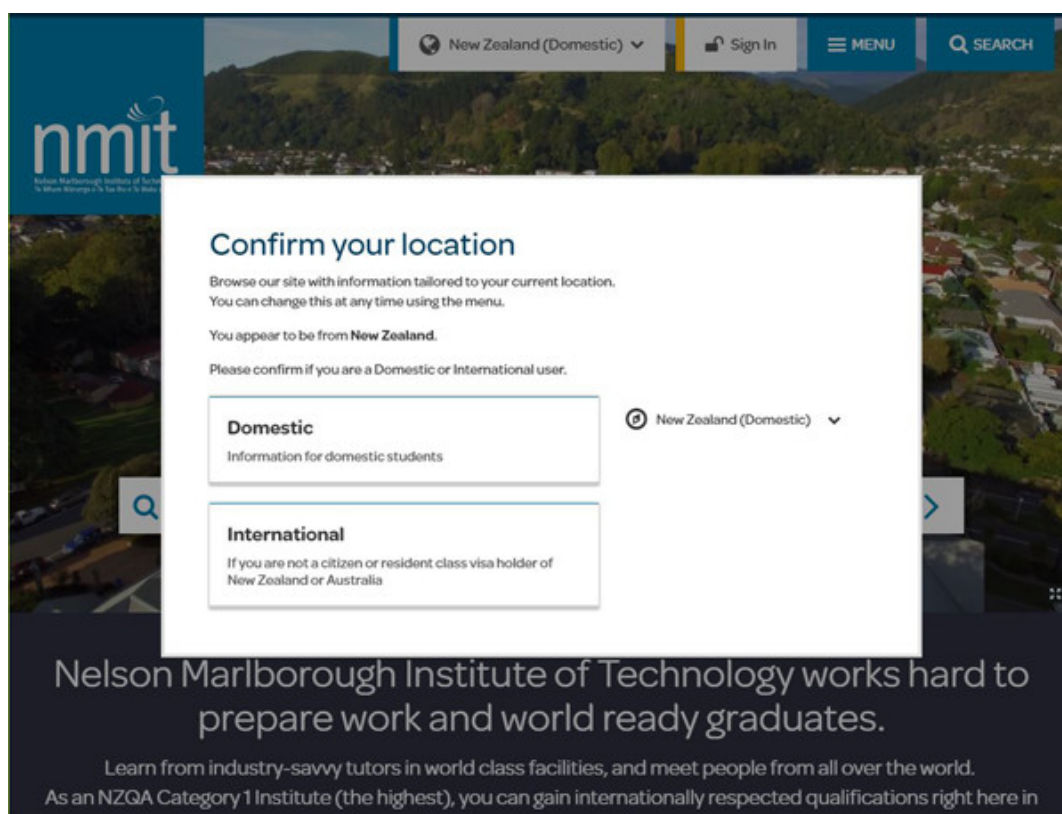 New Zealand (Domestic)
Sign In
MENU
SEARCH
nmit
Nelson Marlborough Institute of
Confirm your location
Browse our site with information tailored to your current location.
You can change this at any time using the menu.
You appear to be from New Zealand.
Please confirm if you are a Domestic or International user.
Domestic
Information for domestic students
New Zealand (Domestic)
International
If you are not a citizen or resident class visa holder of
New Zealand or Australia
Nelson Marlborough Institute of Technology works hard to
prepare work and world ready graduates.
Learn from industry-savvy tutors in world class facilities, and meet people from all over the world.
As an NZQA Category 1 Institute (the highest), you can gain internationally respected qualifications right here in